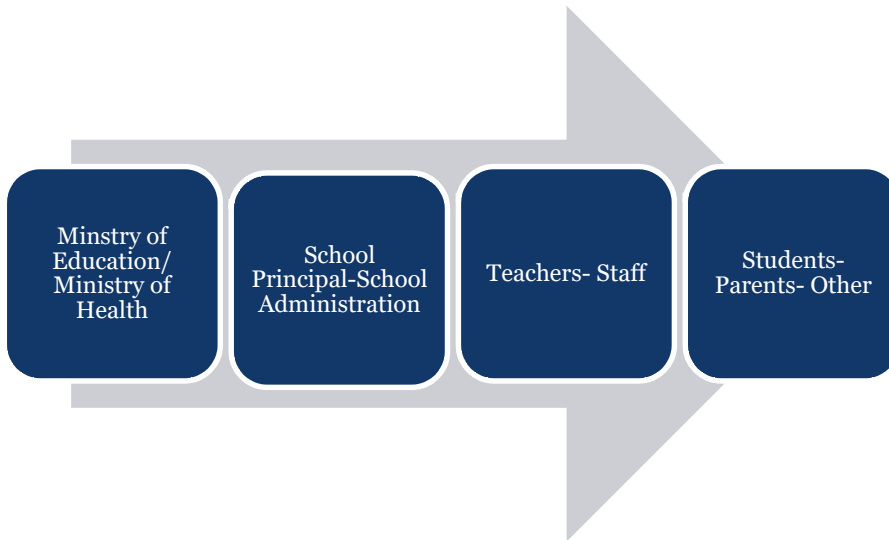 Minstry of
Education/
Ministry of
Health
School
Principal-School
Administration
Teachers- Staff
Students-
Parents- Other